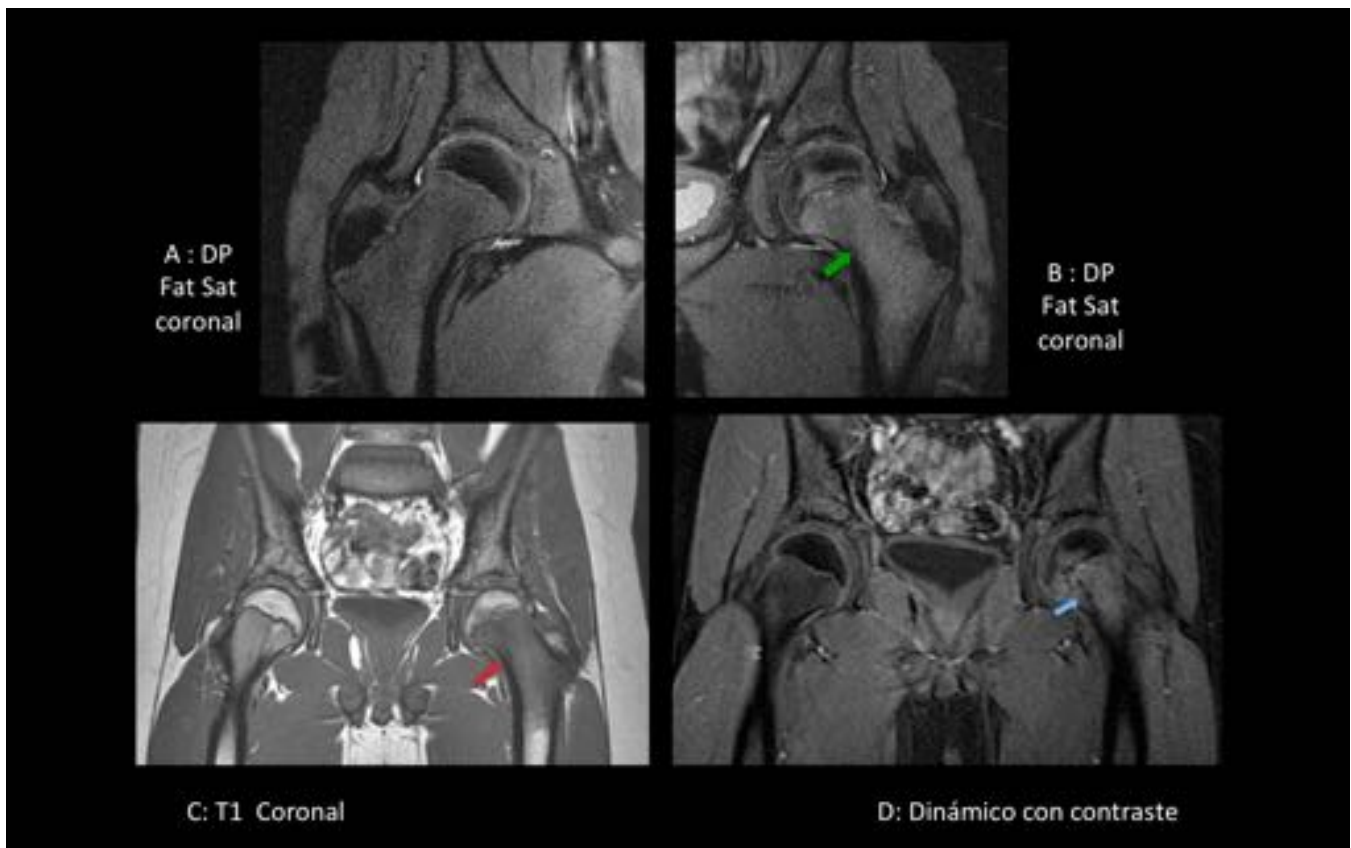 A : DP
Fat Sat
coronal
B : DP
Fat Sat
coronal
C: T1 Coronal
D: Dinámico con contraste